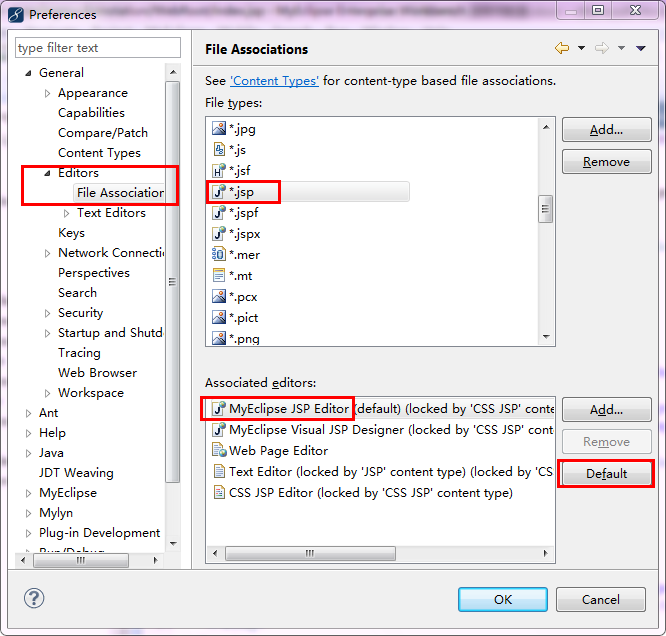 Preferences
type filter text
General
Appearance
Capabilities
Compare/Patch
Content Types
Editors
File Association
Text Editors
Keys
Network Connecti
Perspectives
Search
Security
Startup and Shutd
Tracing
Web Browser
Workspace
Ant
Help
Java
JDT Weaving
MyEclipse
Mylyn
Plug-in Development
Run/Debug
File Associations
See 'Content Types' for content-type based file associations.
File types:
*.jpg
*.js
*.jsf
*.jsp
*.jspf
*.jspx
*.mer
*.mt
*.pcx
*.pict
*.png
Add...
Remove
Associated editors:
MyEclipse JSP Editor (default) (locked by 'CSS JSP' conte
MyEclipse Visual JSP Designer (locked by 'CSS JSP' cont
Web Page Editor
Text Editor (locked by 'JSP' content type) (locked by 'CS
CSS JSP Editor (locked by 'CSS JSP' content type)
Add...
Remove
Default
OK
Cancel